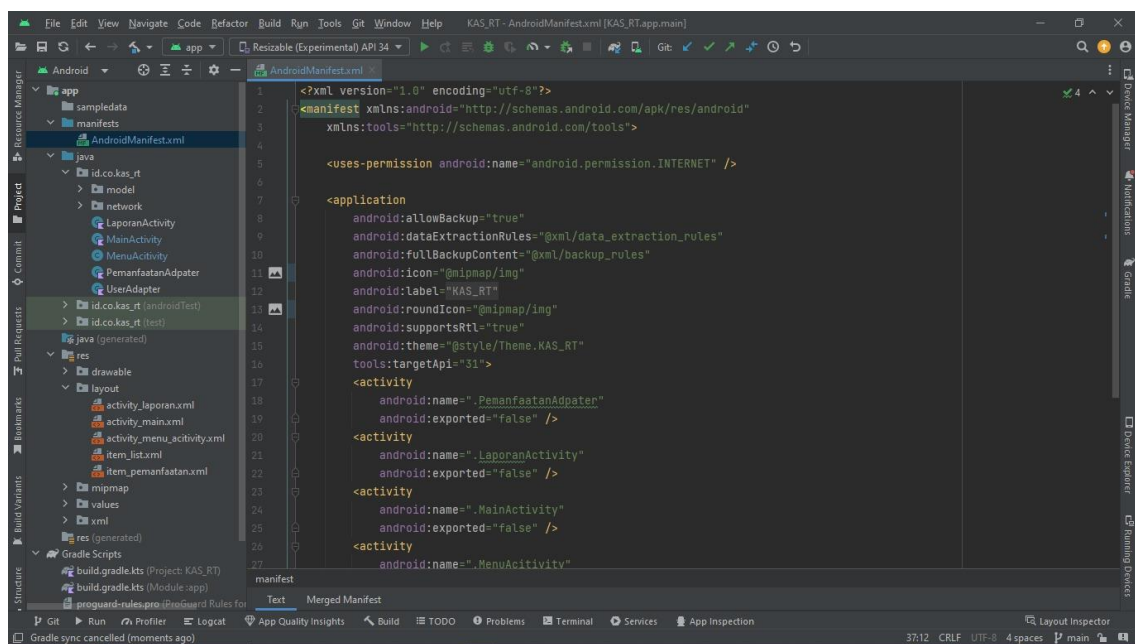 File Edit View Navigate Code Refactor Build Run Tools Git Window Help KAS_RT - AndroidManifest.xml [KAS_RT.app.main]
app Resizable (Experimental) API 34 Git:
Android
AndroidManifest.xml
app
sampledata
manifests
AndroidManifest.xml
java
id.co.kas_rt
model
network
LaporanActivity
MainActivity
MenuAcitivity
PemanfaatanAdpater
UserAdapter
id.co.kas_rt (androidTest)
id.co.kas_rt (test)
java (generated)
res
drawable
layout
activity_laporan.xml
activity_main.xml
activity_menu_acitivity.xml
item_list.xml
item_pemanfaatan.xml
mipmap
values
xml
res (generated)
Gradle Scripts
build.gradle.kts (Project: KAS_RT)
build.gradle.kts (Module :app)
proguard-rules.pro (ProGuard Rules for
1 <?xml version="1.0" encoding="utf-8"?>
2 <manifest xmlns:android="http://schemas.android.com/apk/res/android"
3 xmlns:tools="http://schemas.android.com/tools">
4
5 <uses-permission android:name="android.permission.INTERNET" />
6
7 <application
8 android:allowBackup="true"
9 android:dataExtractionRules="@xml/data_extraction_rules"
10 android:fullBackupContent="@xml/backup_rules"
11 android:icon="@mipmap/img"
12 android:label="KAS_RT"
13 android:roundIcon="@mipmap/img"
14 android:supportsRtl="true"
15 android:theme="@style/Theme.KAS_RT"
16 tools:targetApi="31">
17 <activity
18 android:name=".PemanfaatanAdpater"
19 android:exported="false" />
20 <activity
21 android:name=".LaporanActivity"
22 android:exported="false" />
23 <activity
24 android:name=".MainActivity"
25 android:exported="false" />
26 <activity
27 android:name=".MenuAcitivity"
4
manifest
Text Merged Manifest
Resource Manager
Project
Commit
Pull Requests
Bookmarks
Build Variants
Structure
Device Manager
Notifications
Gradle
Device Explorer
Running Devices
Git Run Profiler Logcat App Quality Insights Build TODO Problems Terminal Services App Inspection Layout Inspector
Gradle sync cancelled (moments ago) 37:12 CRLF UTF-8 4 spaces main